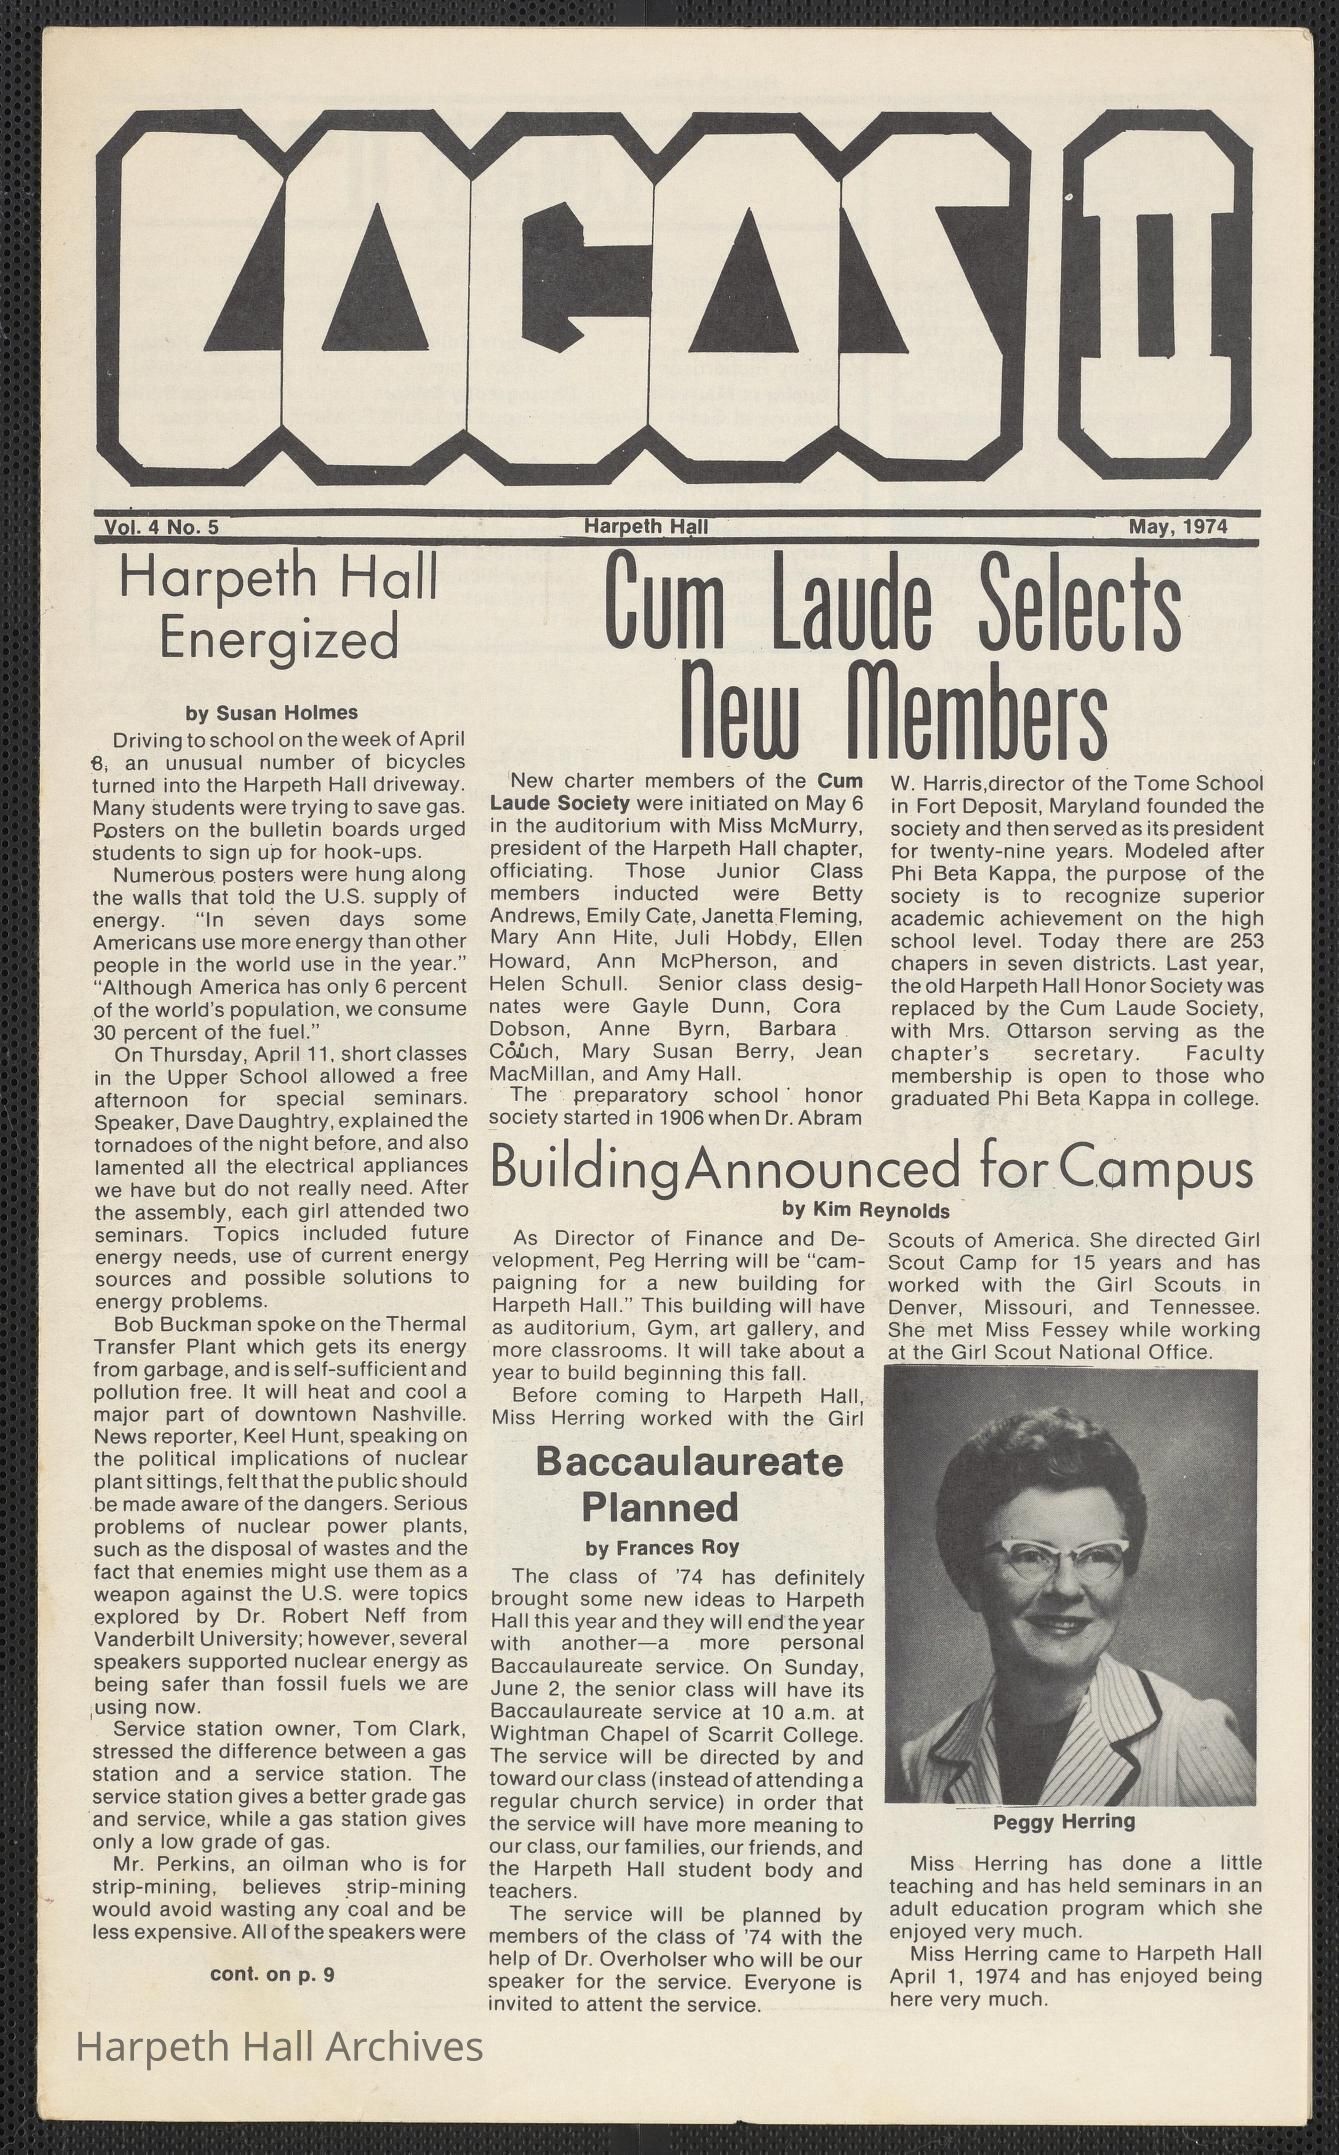 LOGOS II
Vol. 4 No. 5
Harpeth Hall
May, 1974
Harpeth Hall
Energized
by Susan Holmes
Driving to school on the week of April
8, an unusual number of bicycles
turned into the Harpeth Hall driveway.
Many students were trying to save gas.
Posters on the bulletin boards urged
students to sign up for hook-ups.
Numerous posters were hung along
the walls that told the U.S. supply of
energy. “In seven days some
Americans use more energy than other
people in the world use in the year.”
“Although America has only 6 percent
of the world’s population, we consume
30 percent of the fuel.”
On Thursday, April 11, short classes
in the Upper School allowed a free
afternoon for special seminars.
Speaker, Dave Daughtry, explained the
tornadoes of the night before, and also
lamented all the electrical appliances
we have but do not really need. After
the assembly, each girl attended two
seminars. Topics included future
energy needs, use of current energy
sources and possible solutions to
energy problems.
Bob Buckman spoke on the Thermal
Transfer Plant which gets its energy
from garbage, and is self-sufficient and
pollution free. It will heat and cool a
major part of downtown Nashville.
News reporter, Keel Hunt, speaking on
the political implications of nuclear
plant sittings, felt that the public should
be made aware of the dangers. Serious
problems of nuclear power plants,
such as the disposal of wastes and the
fact that enemies might use them as a
weapon against the U.S. were topics
explored by Dr. Robert Neff from
Vanderbilt University; however, several
speakers supported nuclear energy as
being safer than fossil fuels we are
using now.
Service station owner, Tom Clark,
stressed the difference between a gas
station and a service station. The
service station gives a better grade gas
and service, while a gas station gives
only a low grade of gas.
Mr. Perkins, an oilman who is for
strip-mining, believes strip-mining
would avoid wasting any coal and be
less expensive. All of the speakers were
cont. on p. 9
Cum Laude Selects
New Members
New charter members of the Cum
Laude Society were initiated on May 6
in the auditorium with Miss McMurry,
president of the Harpeth Hall chapter,
officiating. Those Junior Class
members inducted were Betty
Andrews, Emily Cate, Janetta Fleming,
Mary Ann Hite, Juli Hobdy, Ellen
Howard, Ann McPherson, and
Helen Schull. Senior class desig-
nates were Gayle Dunn, Cora
Dobson, Anne Byrn, Barbara
Couch, Mary Susan Berry, Jean
MacMillan, and Amy Hall.
The preparatory school honor
society started in 1906 when Dr. Abram
W. Harris,director of the Tome School
in Fort Deposit, Maryland founded the
society and then served as its president
for twenty-nine years. Modeled after
Phi Beta Kappa, the purpose of the
society is to recognize superior
academic achievement on the high
school level. Today there are 253
chapers in seven districts. Last year,
the old Harpeth Hall Honor Society was
replaced by the Cum Laude Society,
with Mrs. Ottarson serving as the
chapter’s secretary. Faculty
membership is open to those who
graduated Phi Beta Kappa in college.
Building Announced for Campus
by Kim Reynolds
As Director of Finance and De-
velopment, Peg Herring will be “cam-
paigning for a new building for
Harpeth Hall.” This building will have
as auditorium, Gym, art gallery, and
more classrooms. It will take about a
year to build beginning this fall.
Before coming to Harpeth Hall,
Miss Herring worked with the Girl
Scouts of America. She directed Girl
Scout Camp for 15 years and has
worked with the Girl Scouts in
Denver, Missouri, and Tennessee.
She met Miss Fessey while working
at the Girl Scout National Office.
Peggy Herring
Miss Herring has done a little
teaching and has held seminars in an
adult education program which she
enjoyed very much.
Miss Herring came to Harpeth Hall
April 1, 1974 and has enjoyed being
here very much.
Baccaulaureate
Planned
by Frances Roy
The class of ’74 has definitely
brought some new ideas to Harpeth
Hall this year and they will end the year
with another—a more personal
Baccaulaureate service. On Sunday,
June 2, the senior class will have its
Baccaulaureate service at 10 a.m. at
Wightman Chapel of Scarrit College.
The service will be directed by and
toward our class (instead of attending a
regular church service) in order that
the service will have more meaning to
our class, our families, our friends, and
the Harpeth Hall student body and
teachers.
The service will be planned by
members of the class of ’74 with the
help of Dr. Overholser who will be our
speaker for the service. Everyone is
invited to attent the service.
Harpeth Hall Archives